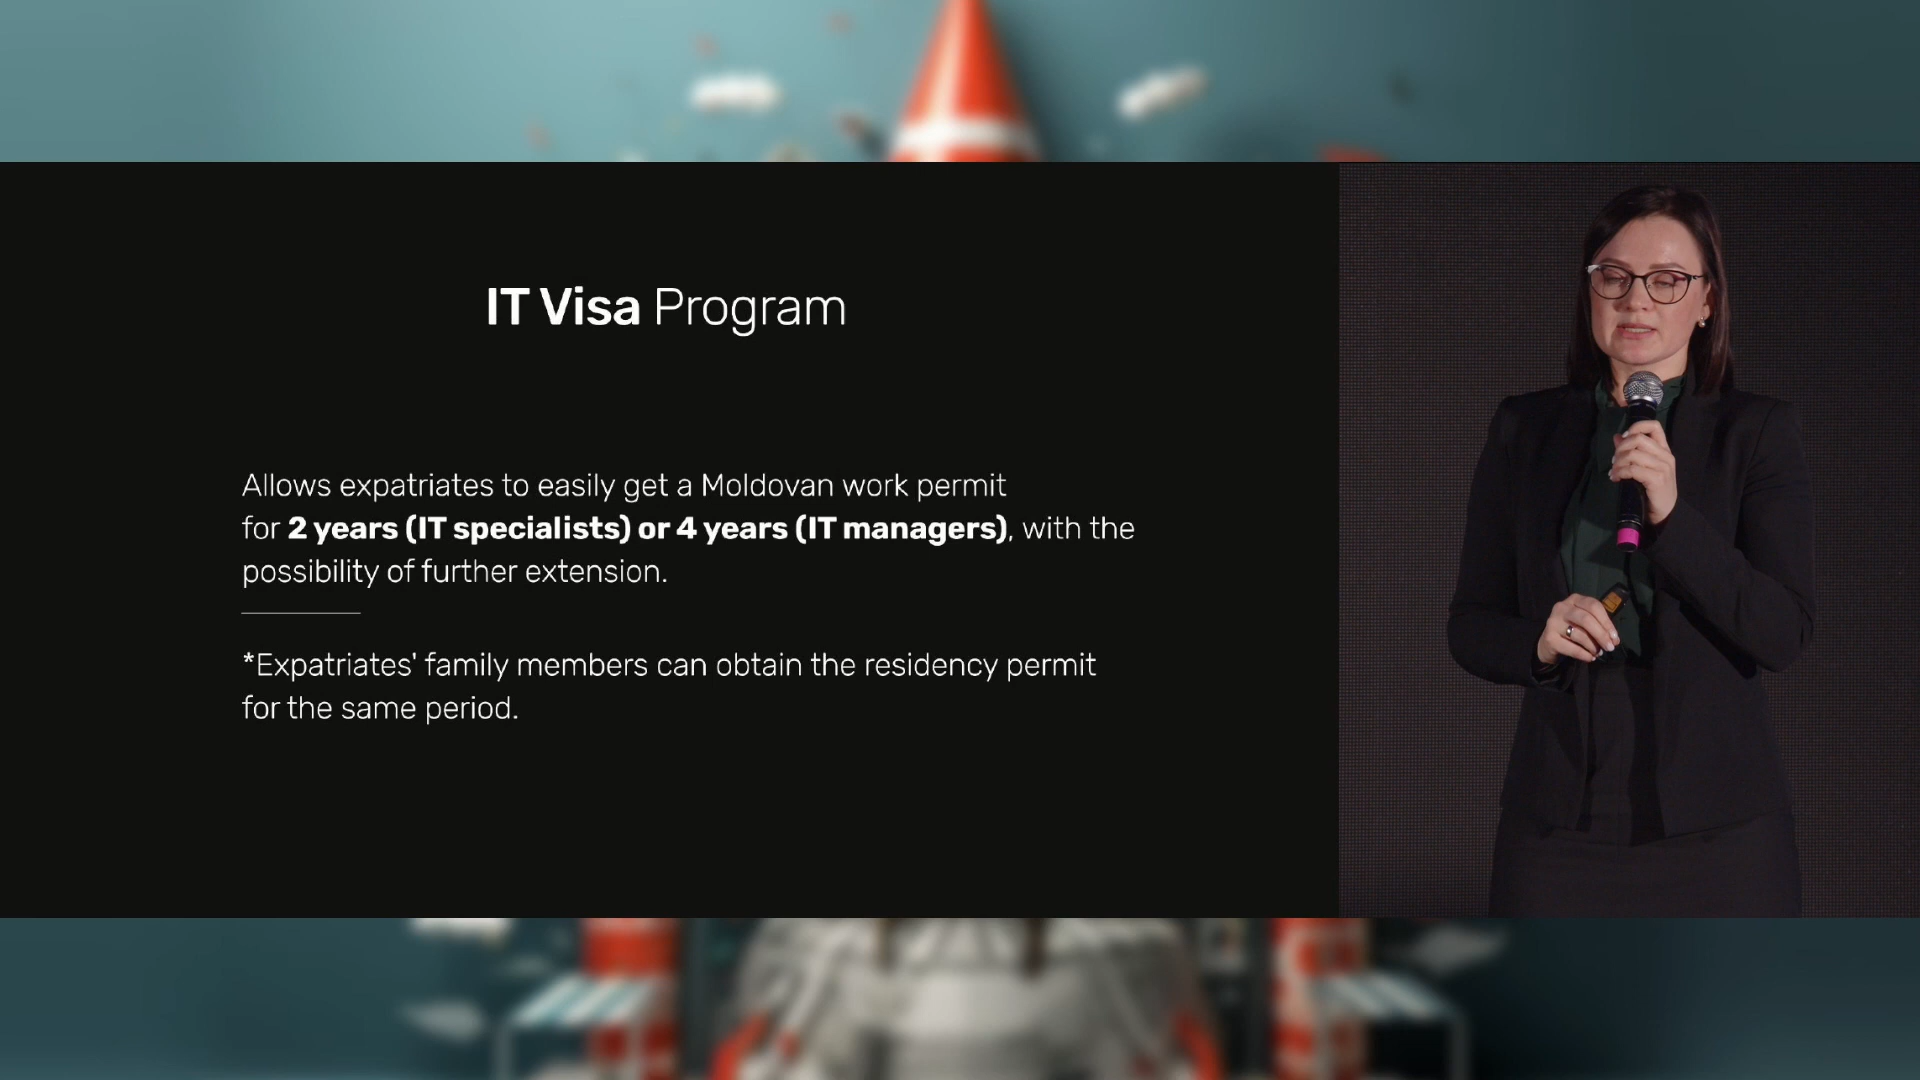 IT Visa Program
Allows expatriates to easily get a Moldovan work permit
for 2 years (IT specialists) or 4 years (IT managers), with the
possibility of further extension.
*Expatriates' family members can obtain the residency permit
for the same period.